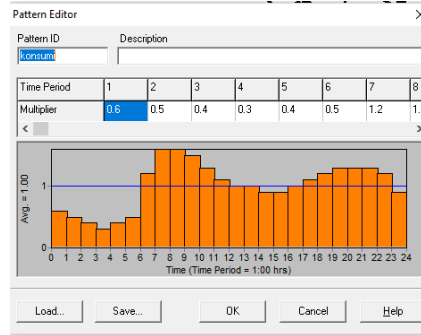 Pattern Editor
Pattern ID Description
konsumi
Time Period 1 2 3 4 5 6 7 8
Multiplier 0.6 0.5 0.4 0.3 0.4 0.5 1.2 1.
Avg. = 1.00
1
0
0 1 2 3 4 5 6 7 8 9 10 11 12 13 14 15 16 17 18 19 20 21 22 23 24
Time (Time Period = 1:00 hrs)
Load... Save... OK Cancel Help